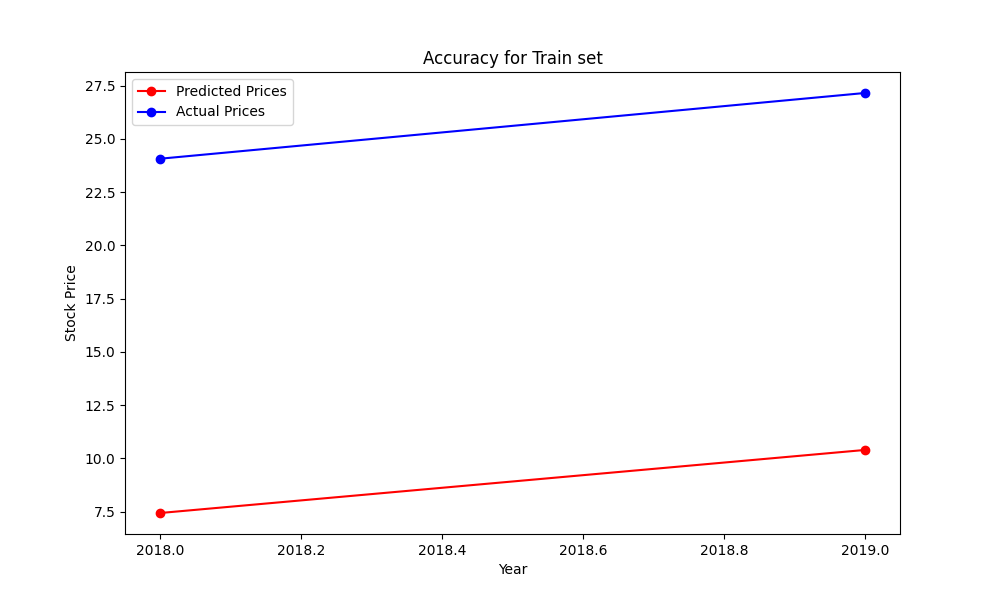 Accuracy for Train set
Predicted Prices
Actual Prices
27.5
25.0
22.5
20.0
17.5
15.0
12.5
10.0
7.5
Stock Price
2018.0 2018.2 2018.4 2018.6 2018.8 2019.0
Year